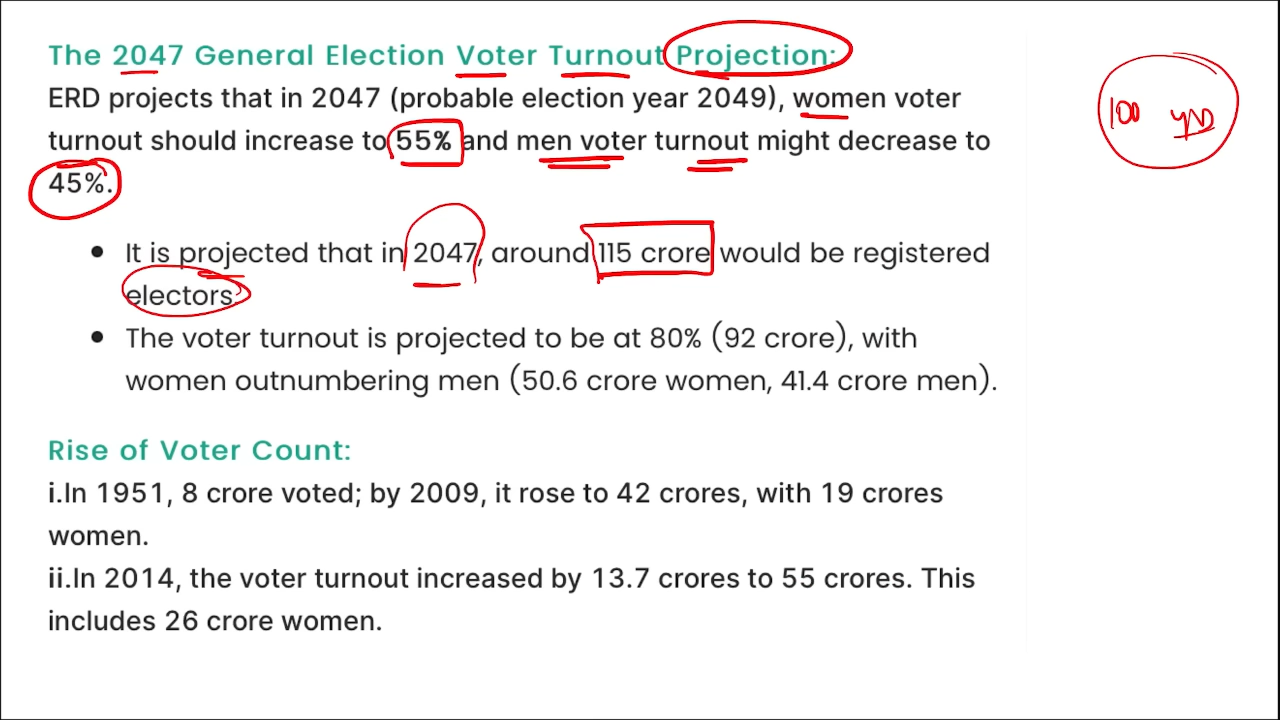 The 2047 General Election Voter Turnout Projection:
ERD projects that in 2047 (probable election year 2049), women voter
turnout should increase to 55% and men voter turnout might decrease to
45%.
• It is projected that in 2047, around 115 crore would be registered
electors.
• The voter turnout is projected to be at 80% (92 crore), with
women outnumbering men (50.6 crore women, 41.4 crore men).
Rise of Voter Count:
i.In 1951, 8 crore voted; by 2009, it rose to 42 crores, with 19 crores
women.
ii.In 2014, the voter turnout increased by 13.7 crores to 55 crores. This
includes 26 crore women.
100